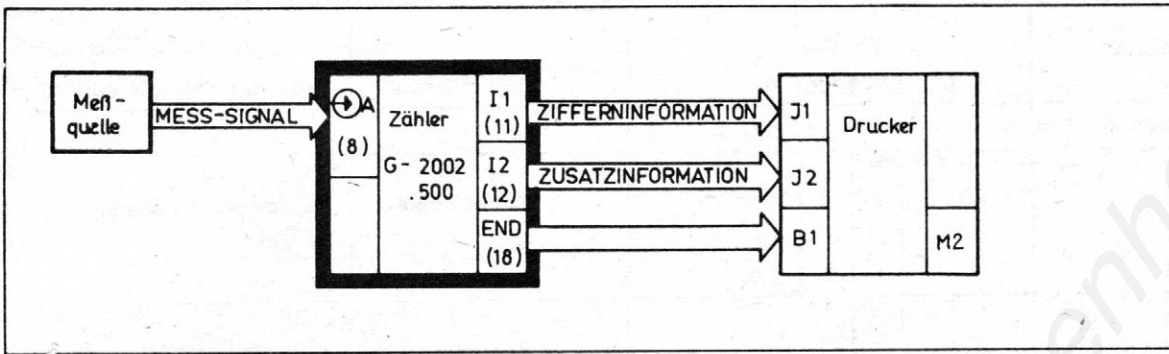 Meß-
quelle
MESS-SIGNAL
A
(8)
Zähler
G- 2002
.500
I1
(11)
I2
(12)
END
(18)
ZIFFERNINFORMATION
ZUSATZINFORMATION
J1
J2
B1
Drucker
M2
enh